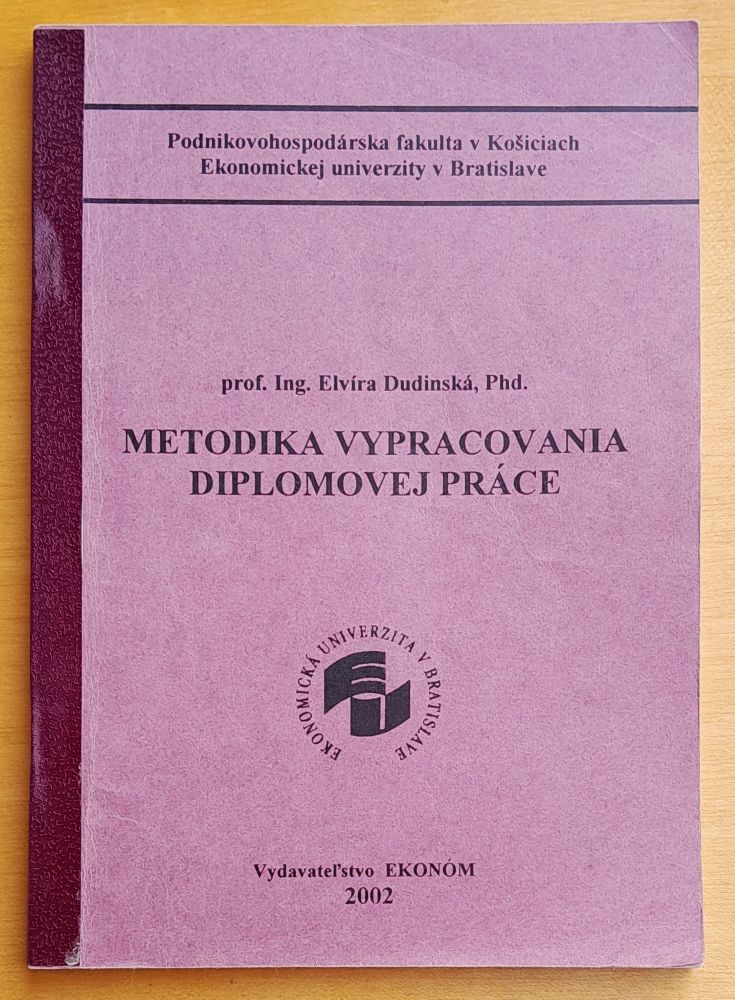 Podnikovohospodárska fakulta v Košiciach
Ekonomickej univerzity v Bratislave
prof. Ing. Elvíra Dudinská, Phd.
METODIKA VYPRACOVANIA
DIPLOMOVEJ PRÁCE
EKONOMICKÁ UNIVERZITA V BRATISLAVE
EU
Vydavateľstvo EKONÓM
2002